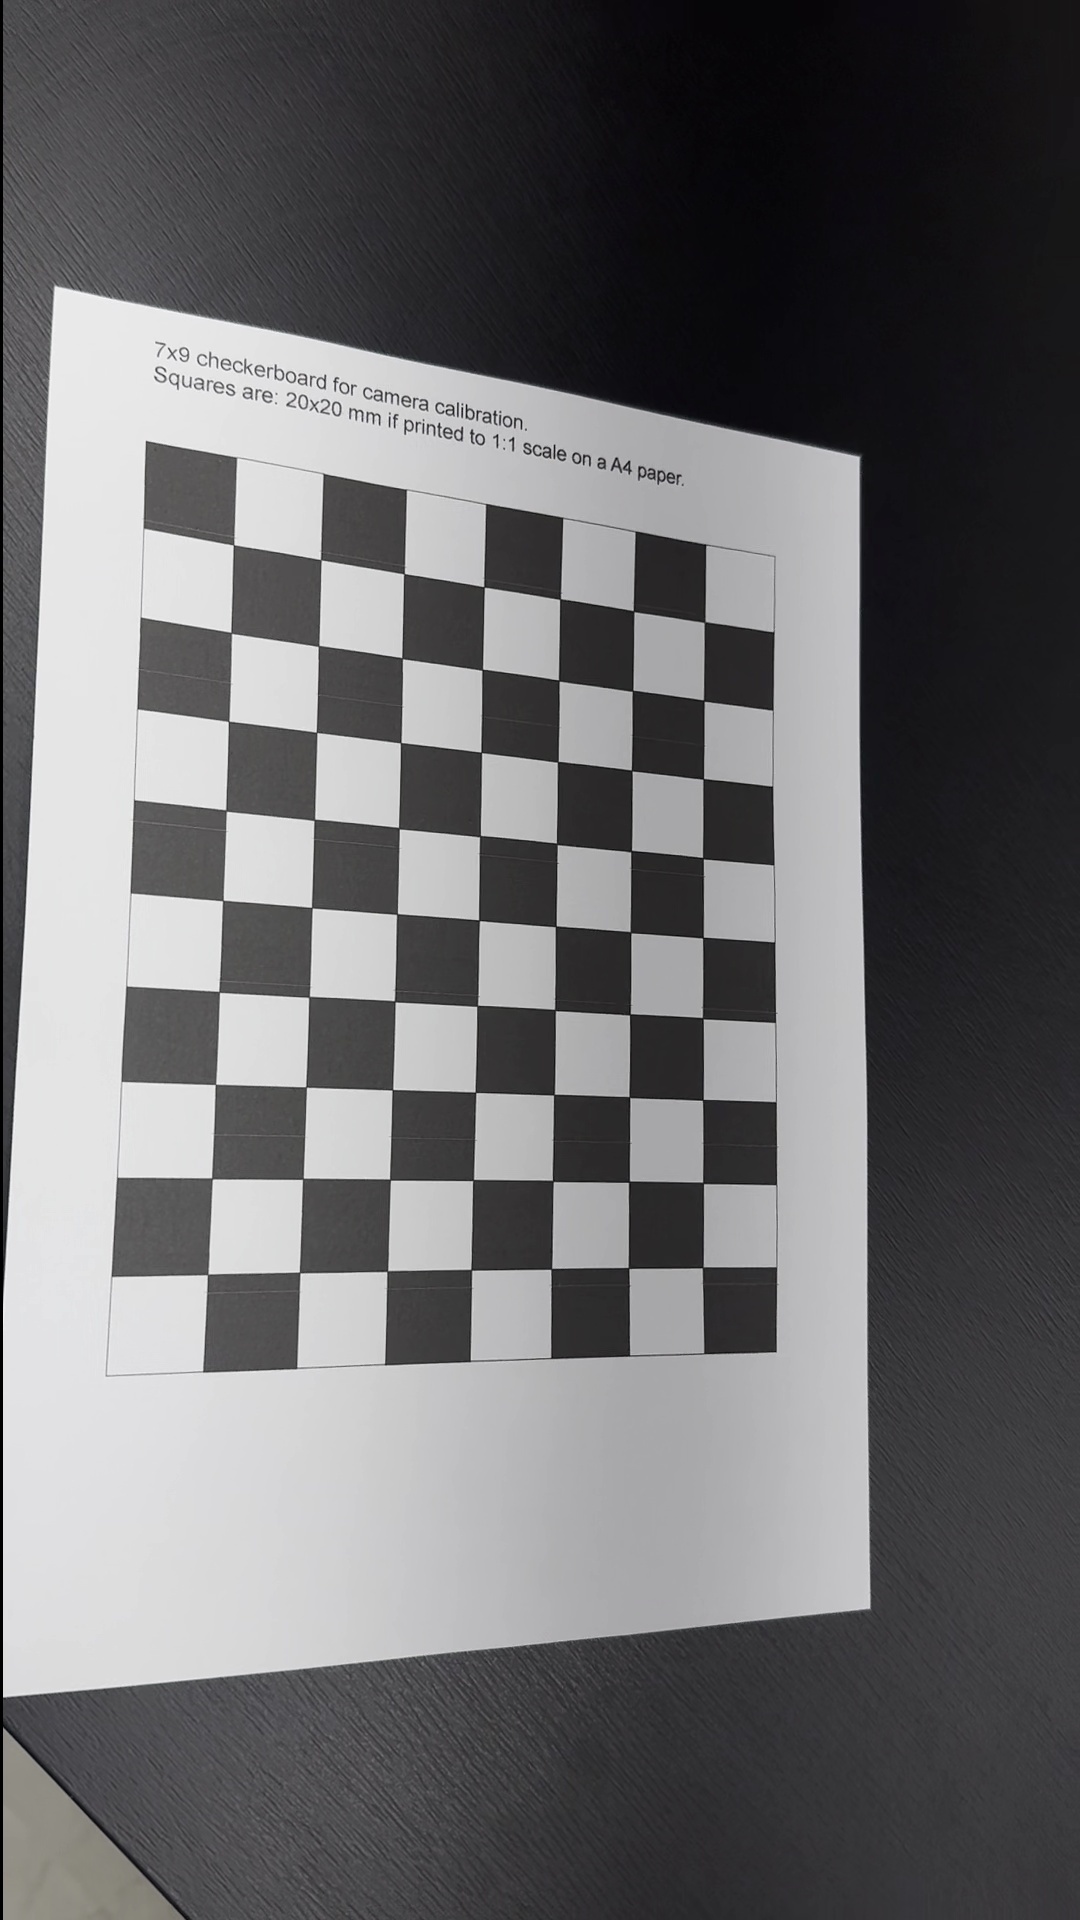 7x9 checkerboard for camera calibration.
Squares are: 20x20 mm if printed to 1:1 scale on a A4 paper.